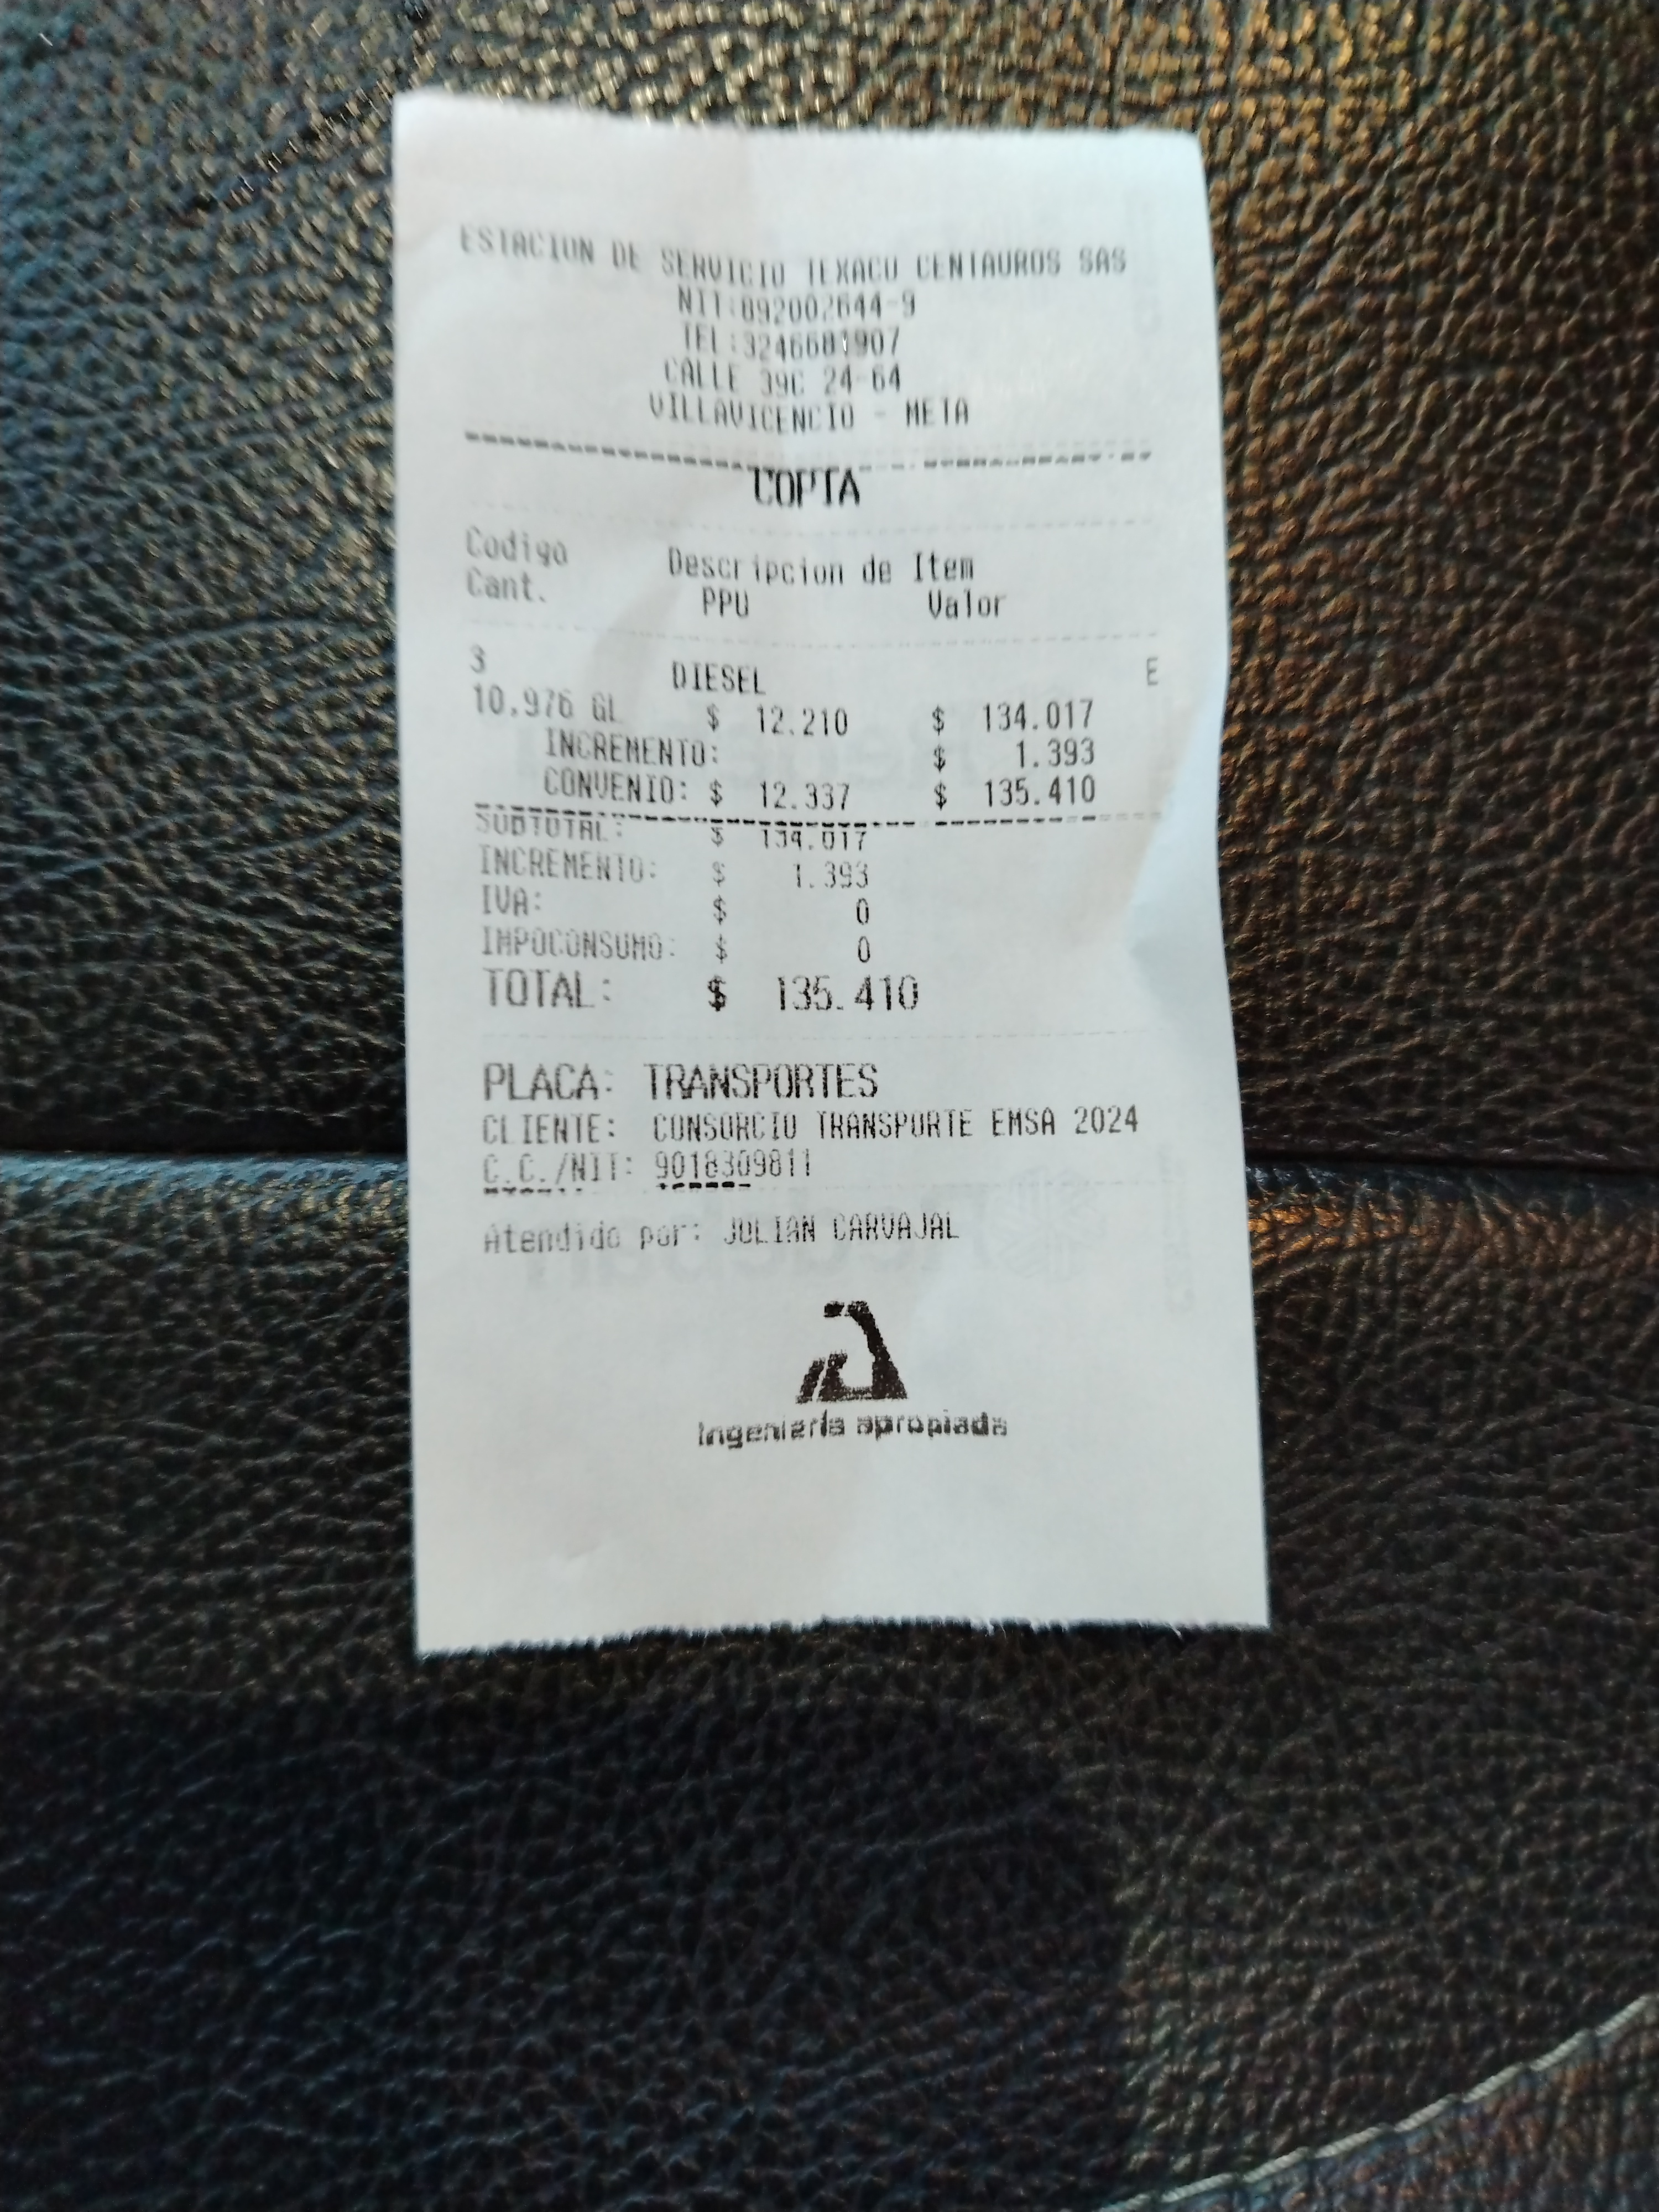 ESTACION DE SERVICIO TEXACO CENTAUROS SAS
NIT:892002644-9
TEL:3246681907
CALLE 39C 24-64
VILLAVICENCIO - META
COPIA
Codigo Descripcion de Item
Cant. PPU Valor
3 DIESEL E
10.976 GL $ 12.210 $ 134.017
INCREMENTO: $ 1.393
CONVENIO: $ 12.337 $ 135.410
SUBTOTAL: $ 134.017
INCREMENTO: $ 1.393
IVA: $ 0
IMPOCONSUMO: $ 0
TOTAL: $ 135.410
PLACA: TRANSPORTES
CLIENTE: CONSORCIO TRANSPORTE EMSA 2024
C.C./NIT: 9018309811
Atendido por: JULIAN CARVAJAL
Ingeniería apropiada